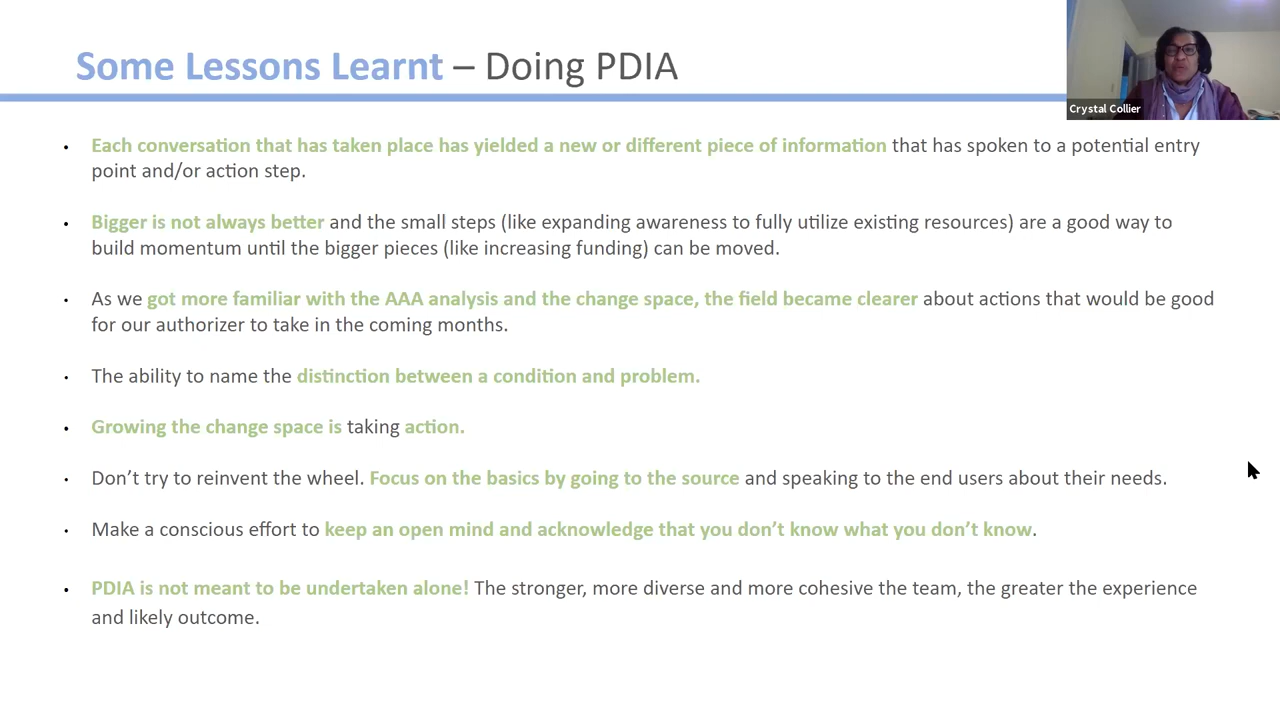 Some Lessons Learnt – Doing PDIA
Crystal Collier
• Each conversation that has taken place has yielded a new or different piece of information that has spoken to a potential entry
point and/or action step.
• Bigger is not always better and the small steps (like expanding awareness to fully utilize existing resources) are a good way to
build momentum until the bigger pieces (like increasing funding) can be moved.
• As we got more familiar with the AAA analysis and the change space, the field became clearer about actions that would be good
for our authorizer to take in the coming months.
• The ability to name the distinction between a condition and problem.
• Growing the change space is taking action.
• Don’t try to reinvent the wheel. Focus on the basics by going to the source and speaking to the end users about their needs.
• Make a conscious effort to keep an open mind and acknowledge that you don’t know what you don’t know.
• PDIA is not meant to be undertaken alone! The stronger, more diverse and more cohesive the team, the greater the experience
and likely outcome.